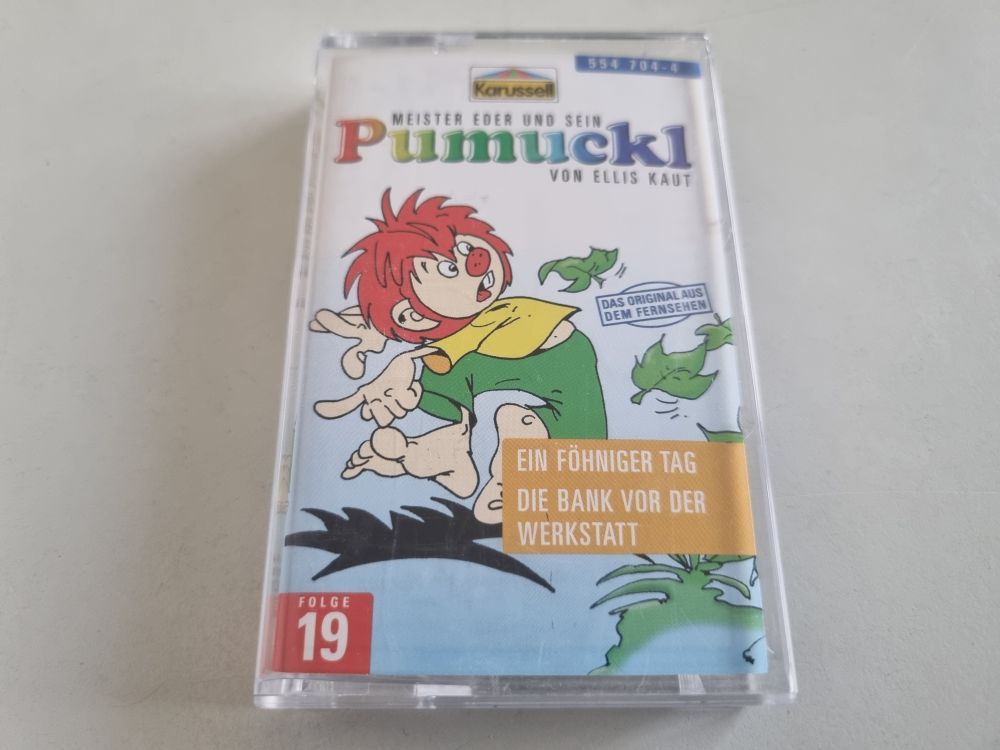 554 704-4
Karussell
MEISTER EDER UND SEIN
Pumuckl
VON ELLIS KAUT
DAS ORIGINAL AUS
DEM FERNSEHEN
EIN FÖHNIGER TAG
DIE BANK VOR DER
WERKSTATT
FOLGE
19